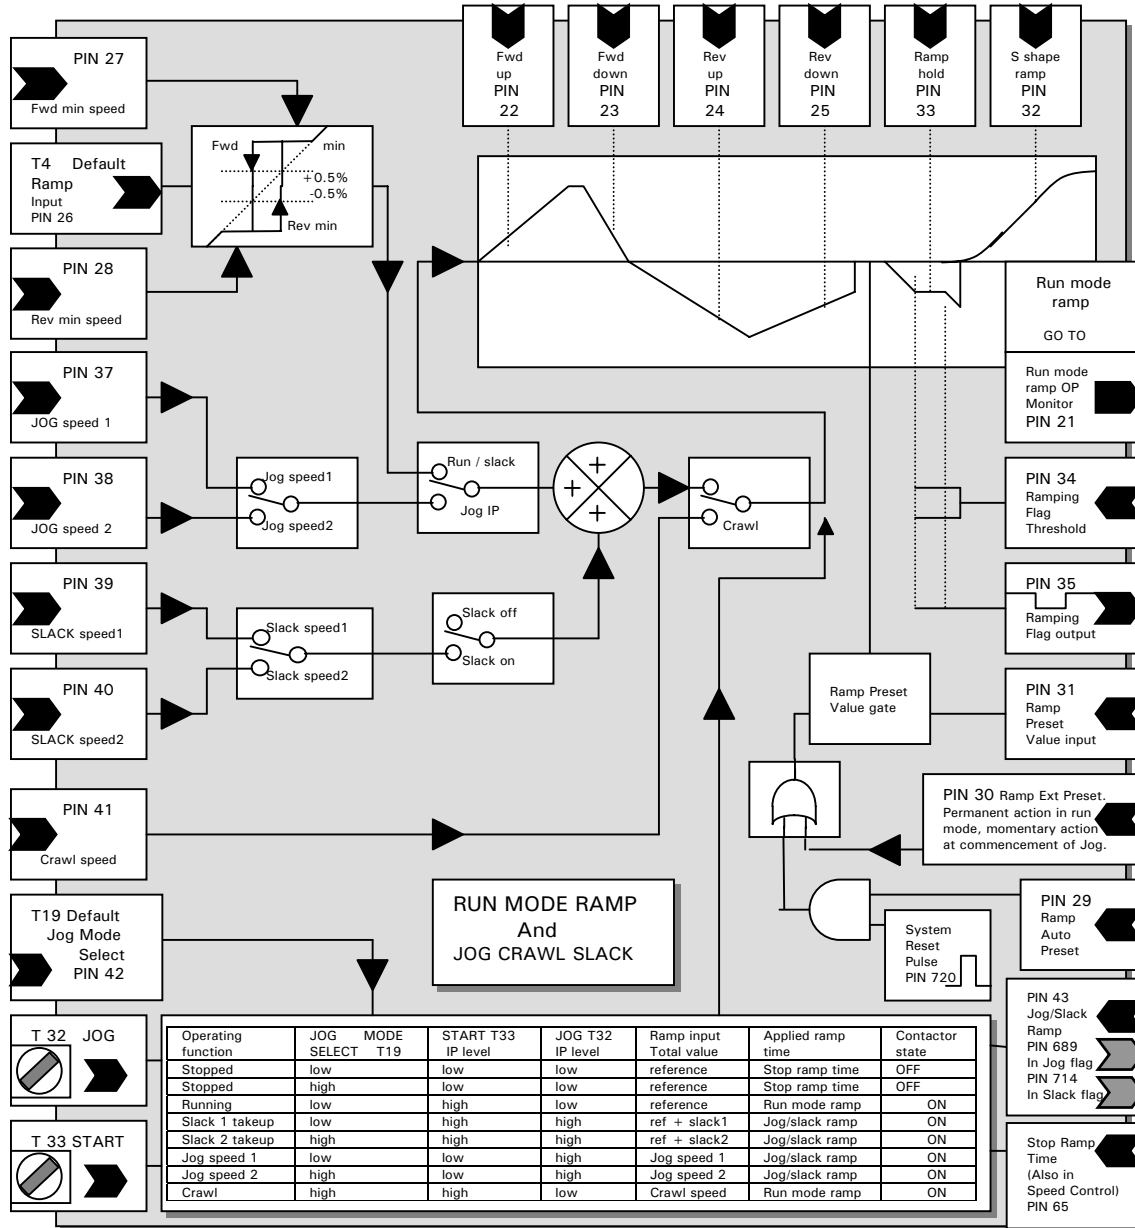 PIN 27
Fwd min speed
T4 Default
Ramp
Input
PIN 26
PIN 28
Rev min speed
PIN 37
JOG speed 1
PIN 38
JOG speed 2
PIN 39
SLACK speed1
PIN 40
SLACK speed2
PIN 41
Crawl speed
T19 Default
Jog Mode
Select
PIN 42
T 32 JOG
T 33 START
Fwd
up
PIN
22
Fwd
down
PIN
23
Rev
up
PIN
24
Rev
down
PIN
25
Ramp
hold
PIN
33
S shape
ramp
PIN
32
Fwd min
+0.5%
-0.5%
Rev min
Jog speed1
Jog speed2
Run / slack
Jog IP
+
+
+
Crawl
Slack speed1
Slack speed2
Slack off
Slack on
Run mode
ramp
GO TO
Run mode
ramp OP
Monitor
PIN 21
PIN 34
Ramping
Flag
Threshold
PIN 35
Ramping
Flag output
Ramp Preset
Value gate
PIN 31
Ramp
Preset
Value input
PIN 30 Ramp Ext Preset.
Permanent action in run
mode, momentary action
at commencement of Jog.
PIN 29
Ramp
Auto
Preset
System
Reset
Pulse
PIN 720
RUN MODE RAMP
And
JOG CRAWL SLACK
PIN 43
Jog/Slack
Ramp
PIN 689
In Jog flag
PIN 714
In Slack flag
Stop Ramp
Time
(Also in
Speed Control)
PIN 65
Operating function JOG MODE SELECT T19 START T33 IP level JOG T32 IP level Ramp input Total value Applied ramp time Contactor state
Stopped low low low reference Stop ramp time OFF
Stopped high low low reference Stop ramp time OFF
Running low high low reference Run mode ramp ON
Slack 1 takeup low high high ref + slack1 Jog/slack ramp ON
Slack 2 takeup high high high ref + slack2 Jog/slack ramp ON
Jog speed 1 low low high Jog speed 1 Jog/slack ramp ON
Jog speed 2 high low high Jog speed 2 Jog/slack ramp ON
Crawl high high low Crawl speed Run mode ramp ON